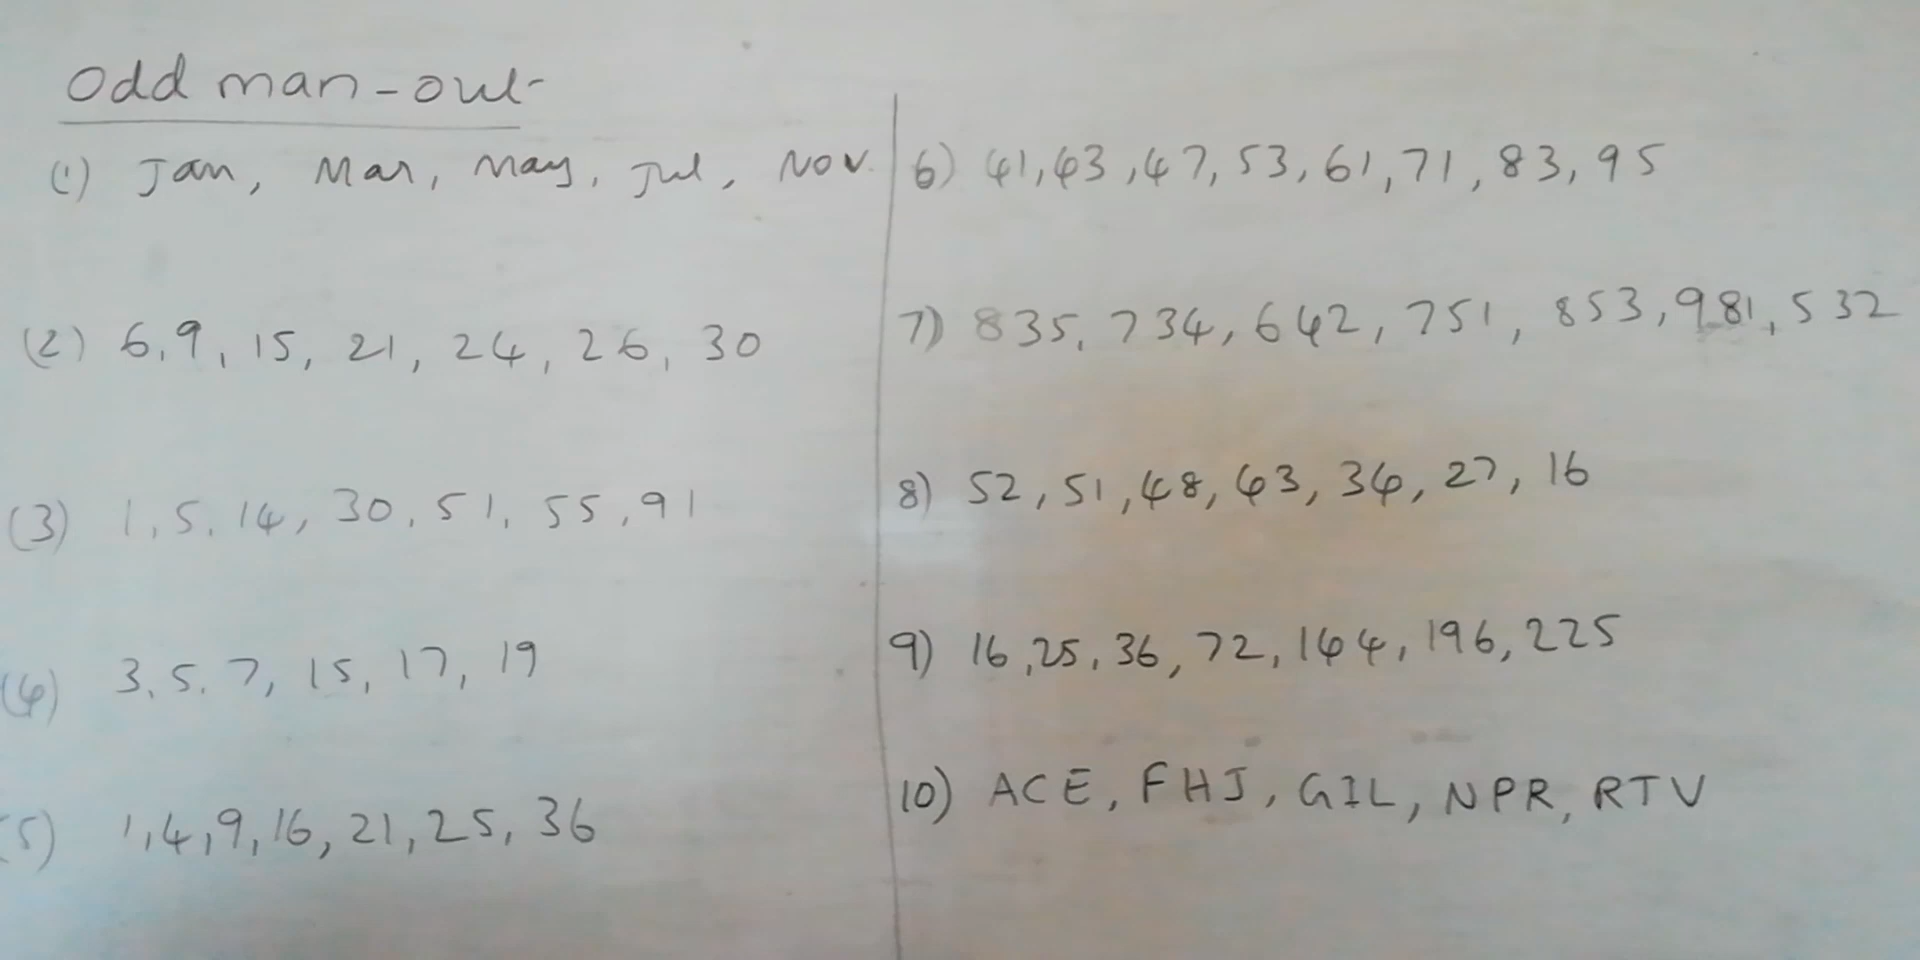 Odd man-out
(1) Jan, Mar, May, Jul, Nov.
(2) 6, 9, 15, 21, 24, 26, 30
(3) 1, 5, 14, 30, 51, 55, 91
(4) 3, 5, 7, 15, 17, 19
(5) 1, 4, 9, 16, 21, 25, 36
6) 41, 43, 47, 53, 61, 71, 83, 95
7) 835, 734, 642, 751, 853, 981, 532
8) 52, 51, 48, 43, 34, 27, 16
9) 16, 25, 36, 72, 144, 196, 225
10) ACE, FHJ, GIL, NPR, RTV